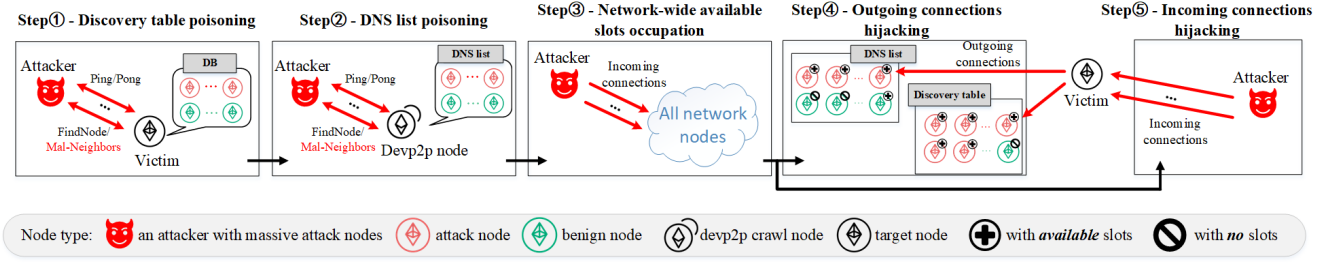 Step① - Discovery table poisoning
Attacker
Ping/Pong
...
FindNode/
Mal-Neighbors
Victim
DB
...
...
Step② - DNS list poisoning
Attacker
Ping/Pong
...
FindNode/
Mal-Neighbors
Devp2p node
DNS list
...
...
Step③ - Network-wide available
slots occupation
Attacker
Incoming
connections
...
All network
nodes
Step④ - Outgoing connections
hijacking
DNS list
...
...
Discovery table
...
...
Outgoing
connections
Victim
Step⑤ - Incoming connections
hijacking
Attacker
...
Incoming
connections
Node type: an attacker with massive attack nodes attack node benign node devp2p crawl node target node with available slots with no slots